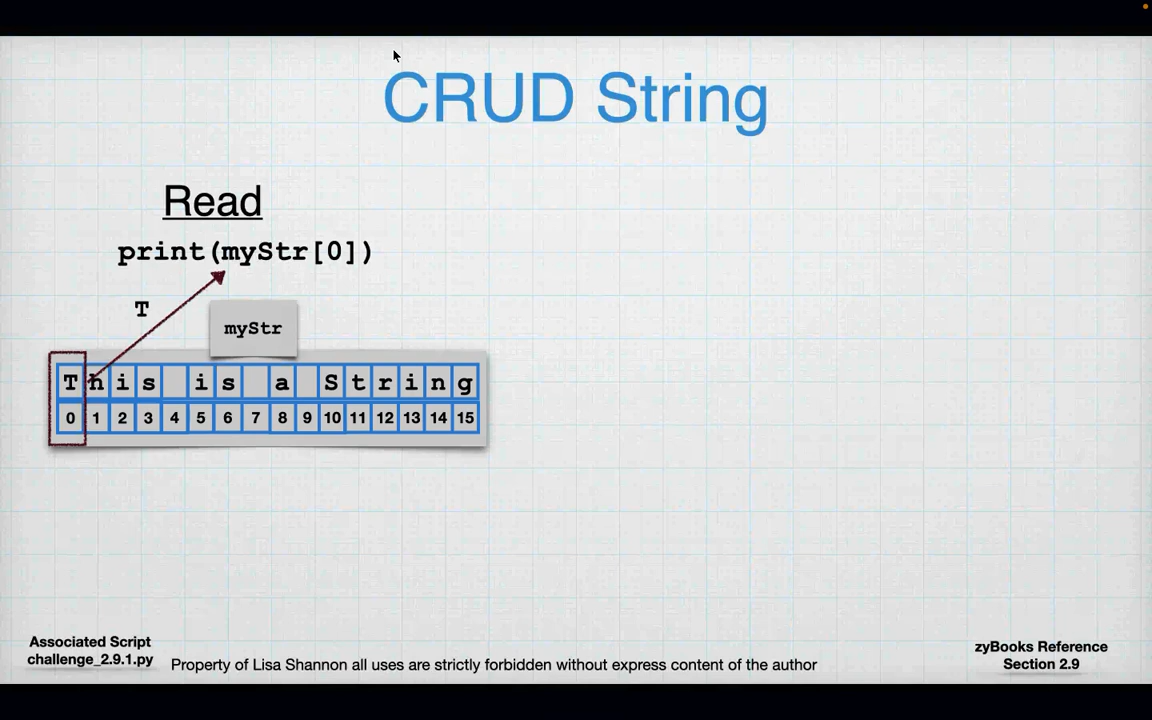 CRUD String
Read
print(myStr[0])
T
myStr
T h i s   i s   a   S t r i n g
0 1 2 3 4 5 6 7 8 9 10 11 12 13 14 15
Associated Script
challenge_2.9.1.py
Property of Lisa Shannon all uses are strictly forbidden without express content of the author
zyBooks Reference
Section 2.9